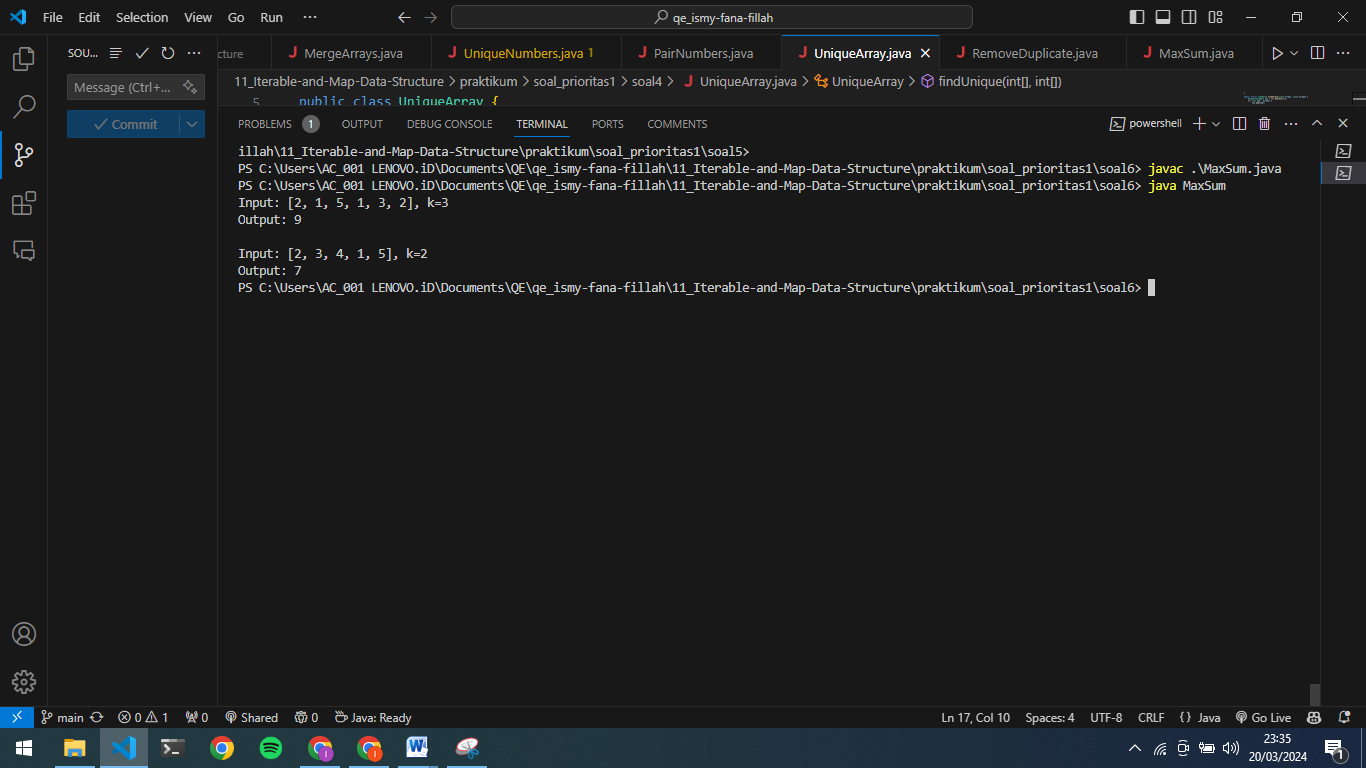 File Edit Selection View Go Run ··· qe_ismy-fana-fillah
SOU... ··· cture MergeArrays.java UniqueNumbers.java 1 PairNumbers.java UniqueArray.java RemoveDuplicate.java MaxSum.java ···
Message (Ctrl+...
Commit
11_Iterable-and-Map-Data-Structure > praktikum > soal_prioritas1 > soal4 > UniqueArray.java > UniqueArray > findUnique(int[], int[])
5 public class UniqueArray {
PROBLEMS 1 OUTPUT DEBUG CONSOLE TERMINAL PORTS COMMENTS powershell ···
illah\11_Iterable-and-Map-Data-Structure\praktikum\soal_prioritas1\soal5>
PS C:\Users\AC_001 LENOVO.iD\Documents\QE\qe_ismy-fana-fillah\11_Iterable-and-Map-Data-Structure\praktikum\soal_prioritas1\soal6> javac .\MaxSum.java
PS C:\Users\AC_001 LENOVO.iD\Documents\QE\qe_ismy-fana-fillah\11_Iterable-and-Map-Data-Structure\praktikum\soal_prioritas1\soal6> java MaxSum
Input: [2, 1, 5, 1, 3, 2], k=3
Output: 9
Input: [2, 3, 4, 1, 5], k=2
Output: 7
PS C:\Users\AC_001 LENOVO.iD\Documents\QE\qe_ismy-fana-fillah\11_Iterable-and-Map-Data-Structure\praktikum\soal_prioritas1\soal6>
main 0 1 0 Shared 0 Java: Ready Ln 17, Col 10 Spaces: 4 UTF-8 CRLF {} Java Go Live
23:35
20/03/2024
1